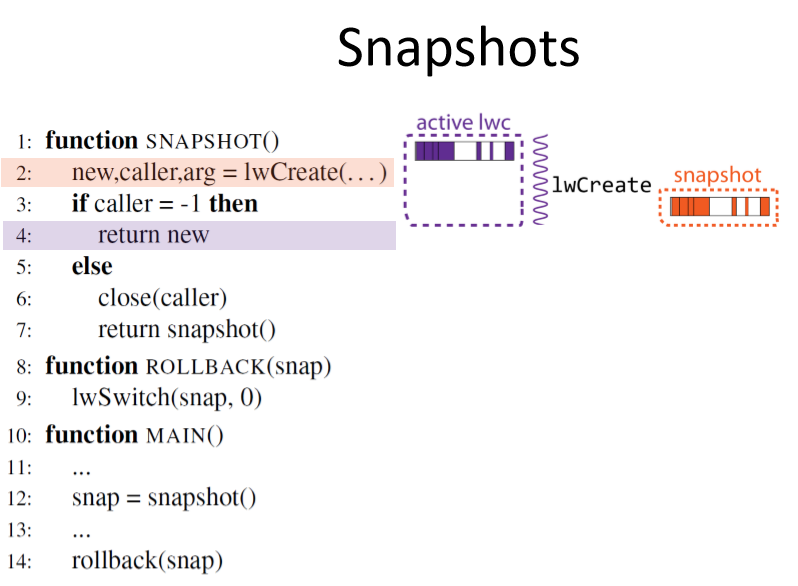 Snapshots
1: function SNAPSHOT()
2: new,caller,arg = lwCreate(...)
3: if caller = -1 then
4: return new
5: else
6: close(caller)
7: return snapshot()
8: function ROLLBACK(snap)
9: lwSwitch(snap, 0)
10: function MAIN()
11: ...
12: snap = snapshot()
13: ...
14: rollback(snap)
active lwc
lwCreate
snapshot